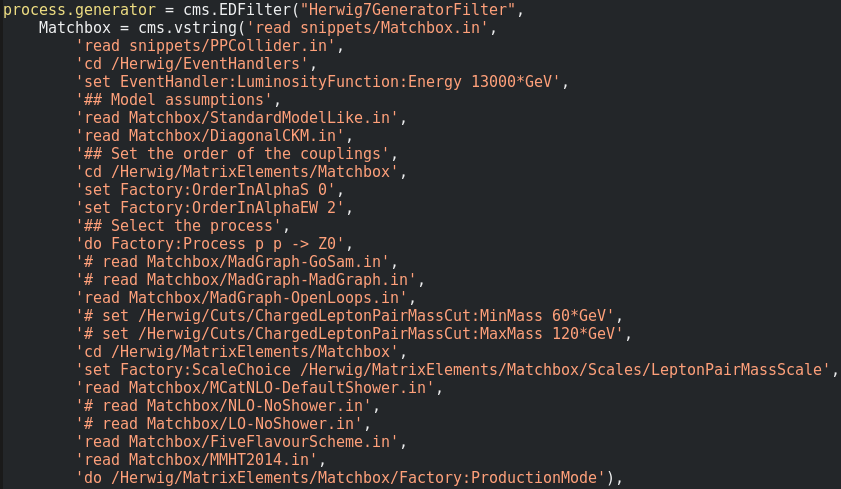 process.generator = cms.EDFilter("Herwig7GeneratorFilter",
    Matchbox = cms.vstring('read snippets/Matchbox.in',
        'read snippets/PPCollider.in',
        'cd /Herwig/EventHandlers',
        'set EventHandler:LuminosityFunction:Energy 13000*GeV',
        '## Model assumptions',
        'read Matchbox/StandardModelLike.in',
        'read Matchbox/DiagonalCKM.in',
        '## Set the order of the couplings',
        'cd /Herwig/MatrixElements/Matchbox',
        'set Factory:OrderInAlphaS 0',
        'set Factory:OrderInAlphaEW 2',
        '## Select the process',
        'do Factory:Process p p -> Z0',
        '# read Matchbox/MadGraph-GoSam.in',
        '# read Matchbox/MadGraph-MadGraph.in',
        'read Matchbox/MadGraph-OpenLoops.in',
        '# set /Herwig/Cuts/ChargedLeptonPairMassCut:MinMass 60*GeV',
        '# set /Herwig/Cuts/ChargedLeptonPairMassCut:MaxMass 120*GeV',
        'cd /Herwig/MatrixElements/Matchbox',
        'set Factory:ScaleChoice /Herwig/MatrixElements/Matchbox/Scales/LeptonPairMassScale',
        'read Matchbox/MCatNLO-DefaultShower.in',
        '# read Matchbox/NLO-NoShower.in',
        '# read Matchbox/LO-NoShower.in',
        'read Matchbox/FiveFlavourScheme.in',
        'read Matchbox/MMHT2014.in',
        'do /Herwig/MatrixElements/Matchbox/Factory:ProductionMode'),